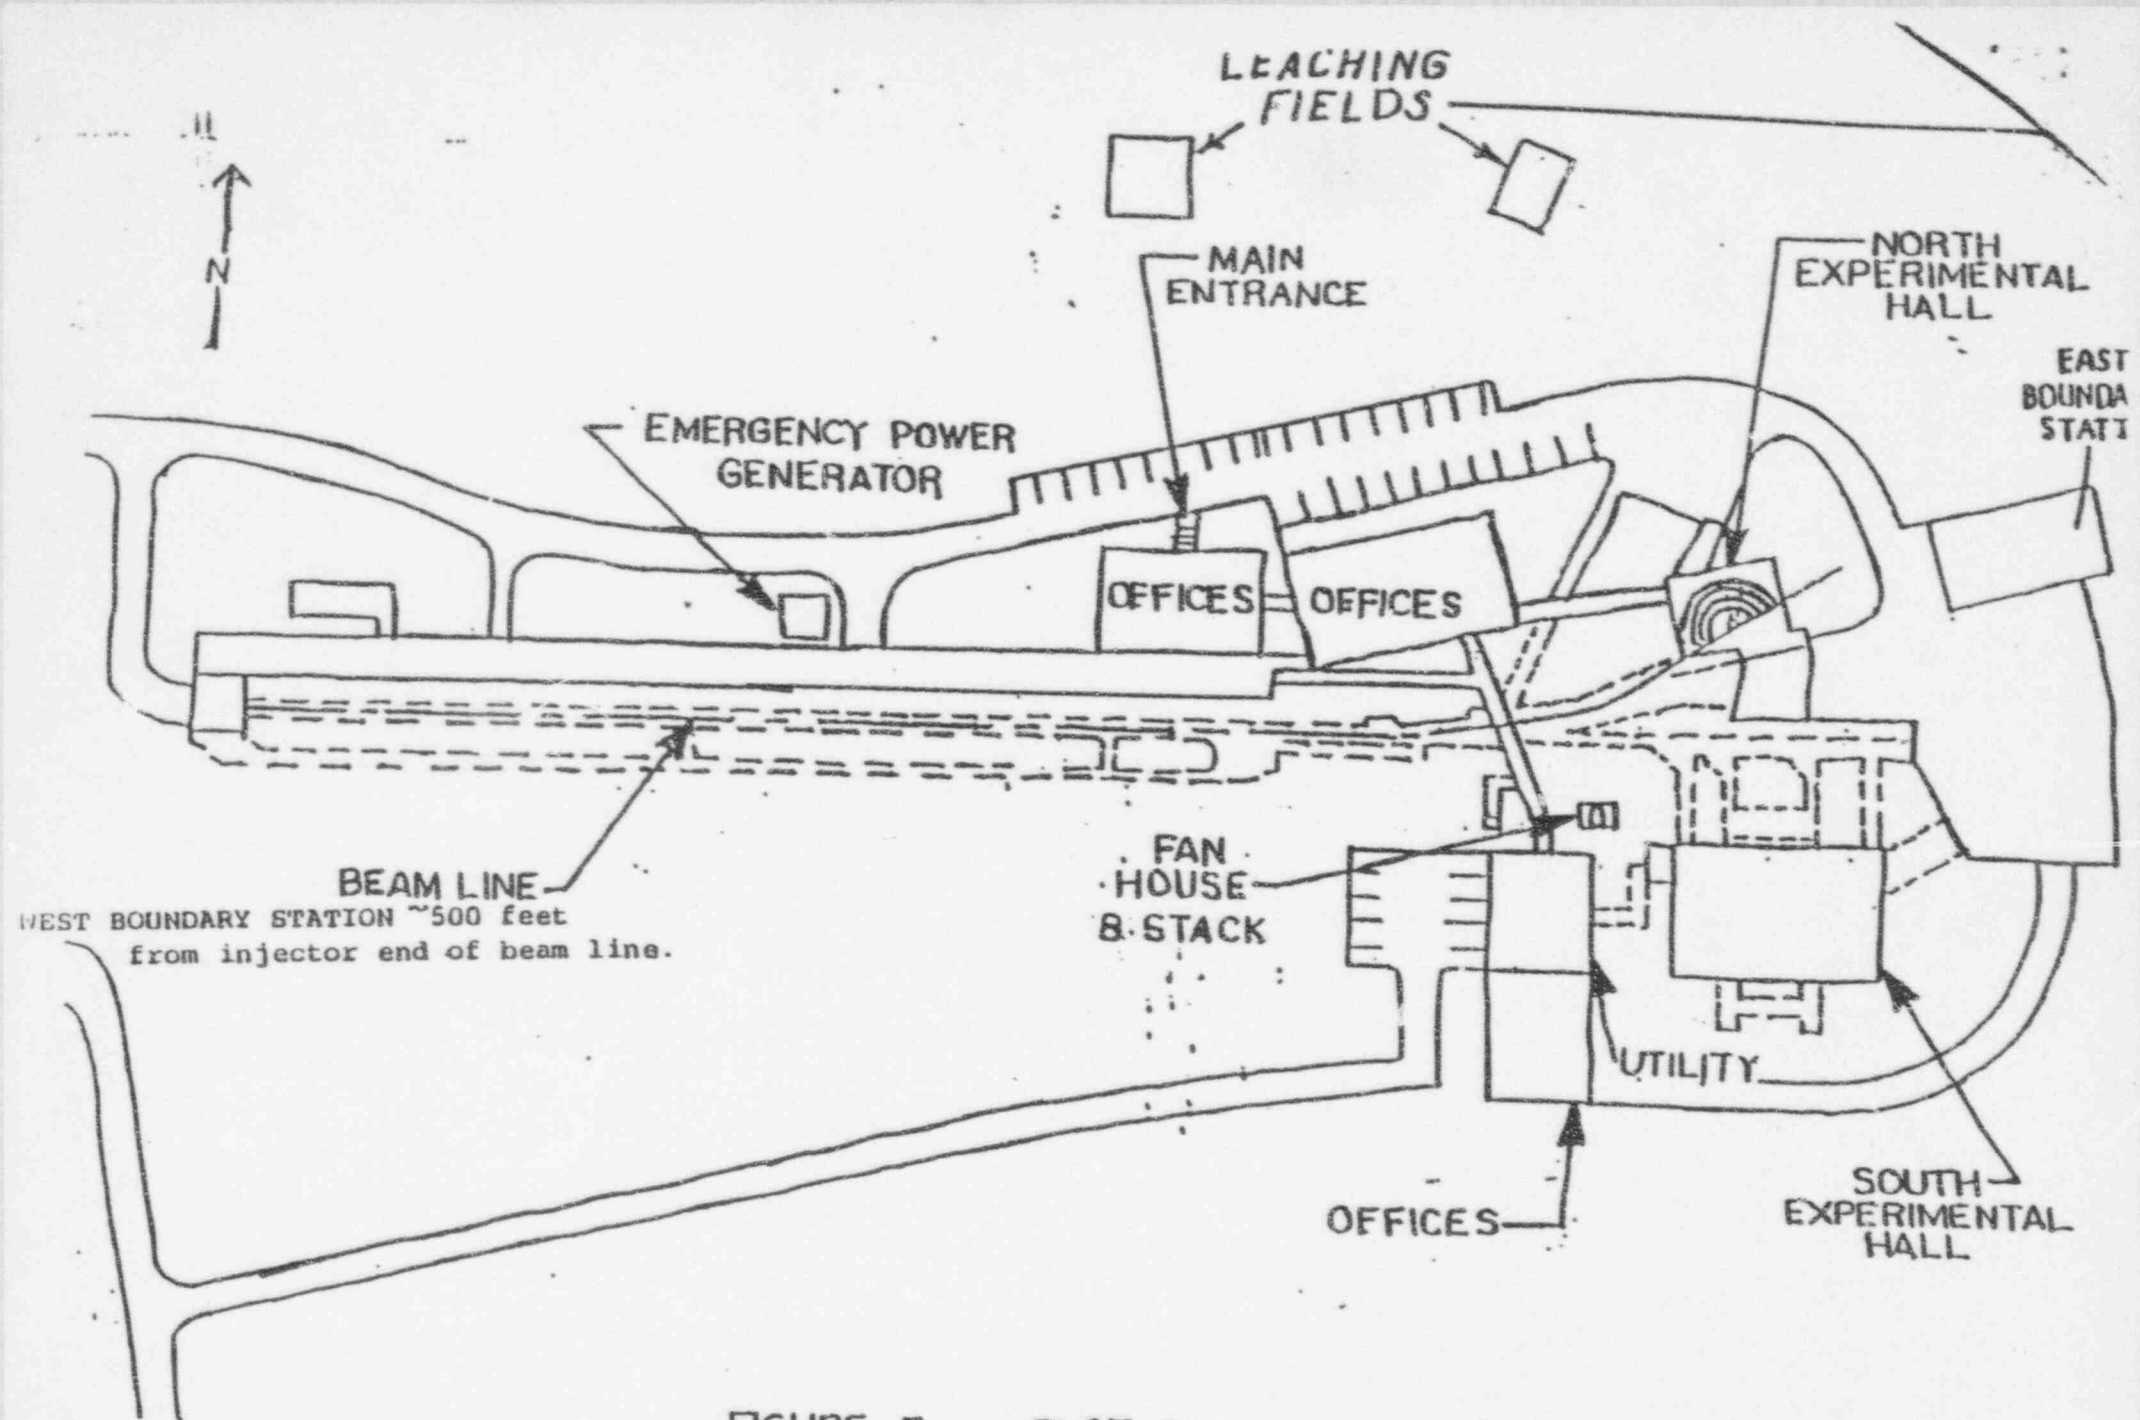 LEACHING
FIELDS
N
MAIN
ENTRANCE
NORTH
EXPERIMENTAL
HALL
EAST
BOUNDA
STATI
EMERGENCY POWER
GENERATOR
OFFICES
OFFICES
BEAM LINE
WEST BOUNDARY STATION ~500 feet
from injector end of beam line.
FAN
HOUSE
& STACK
UTILITY
OFFICES
SOUTH
EXPERIMENTAL
HALL
FIGURE